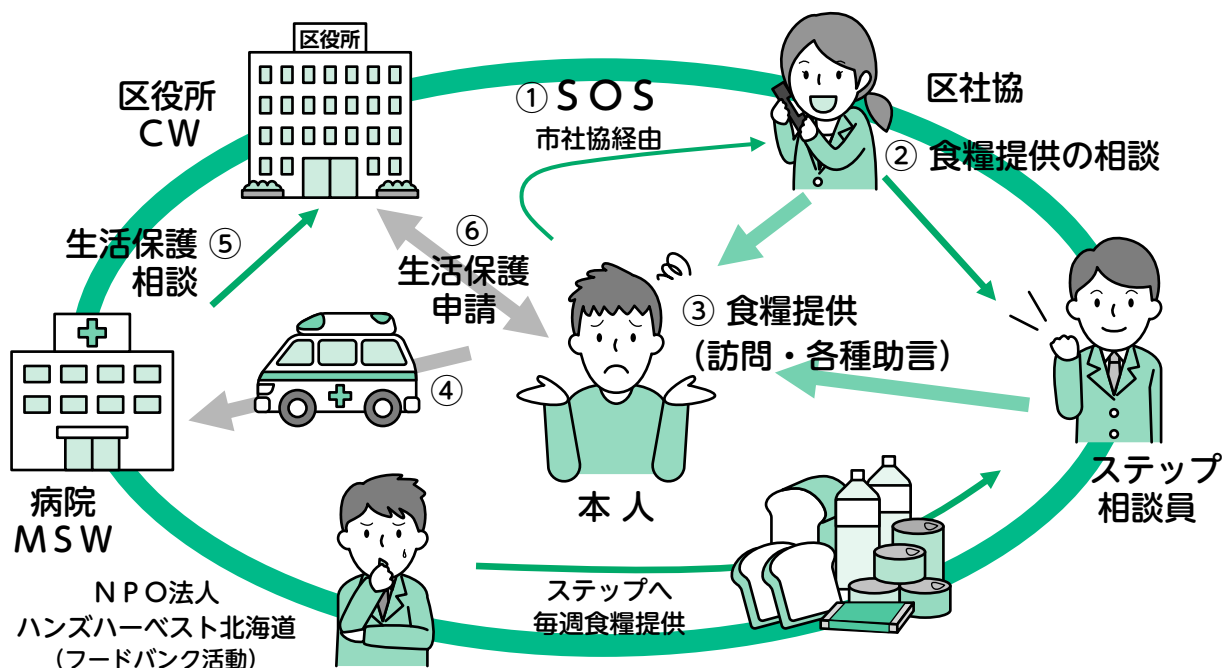 区役所
区役所
CW
① SOS
市社協経由
区社協
② 食糧提供の相談
生活保護 ⑤
相談
⑥
生活保護
申請
③ 食糧提供
（訪問・各種助言）
④
本人
病院
MSW
ステップ
相談員
NPO法人
ハンズハーベスト北海道
（フードバンク活動）
ステップへ
毎週食糧提供